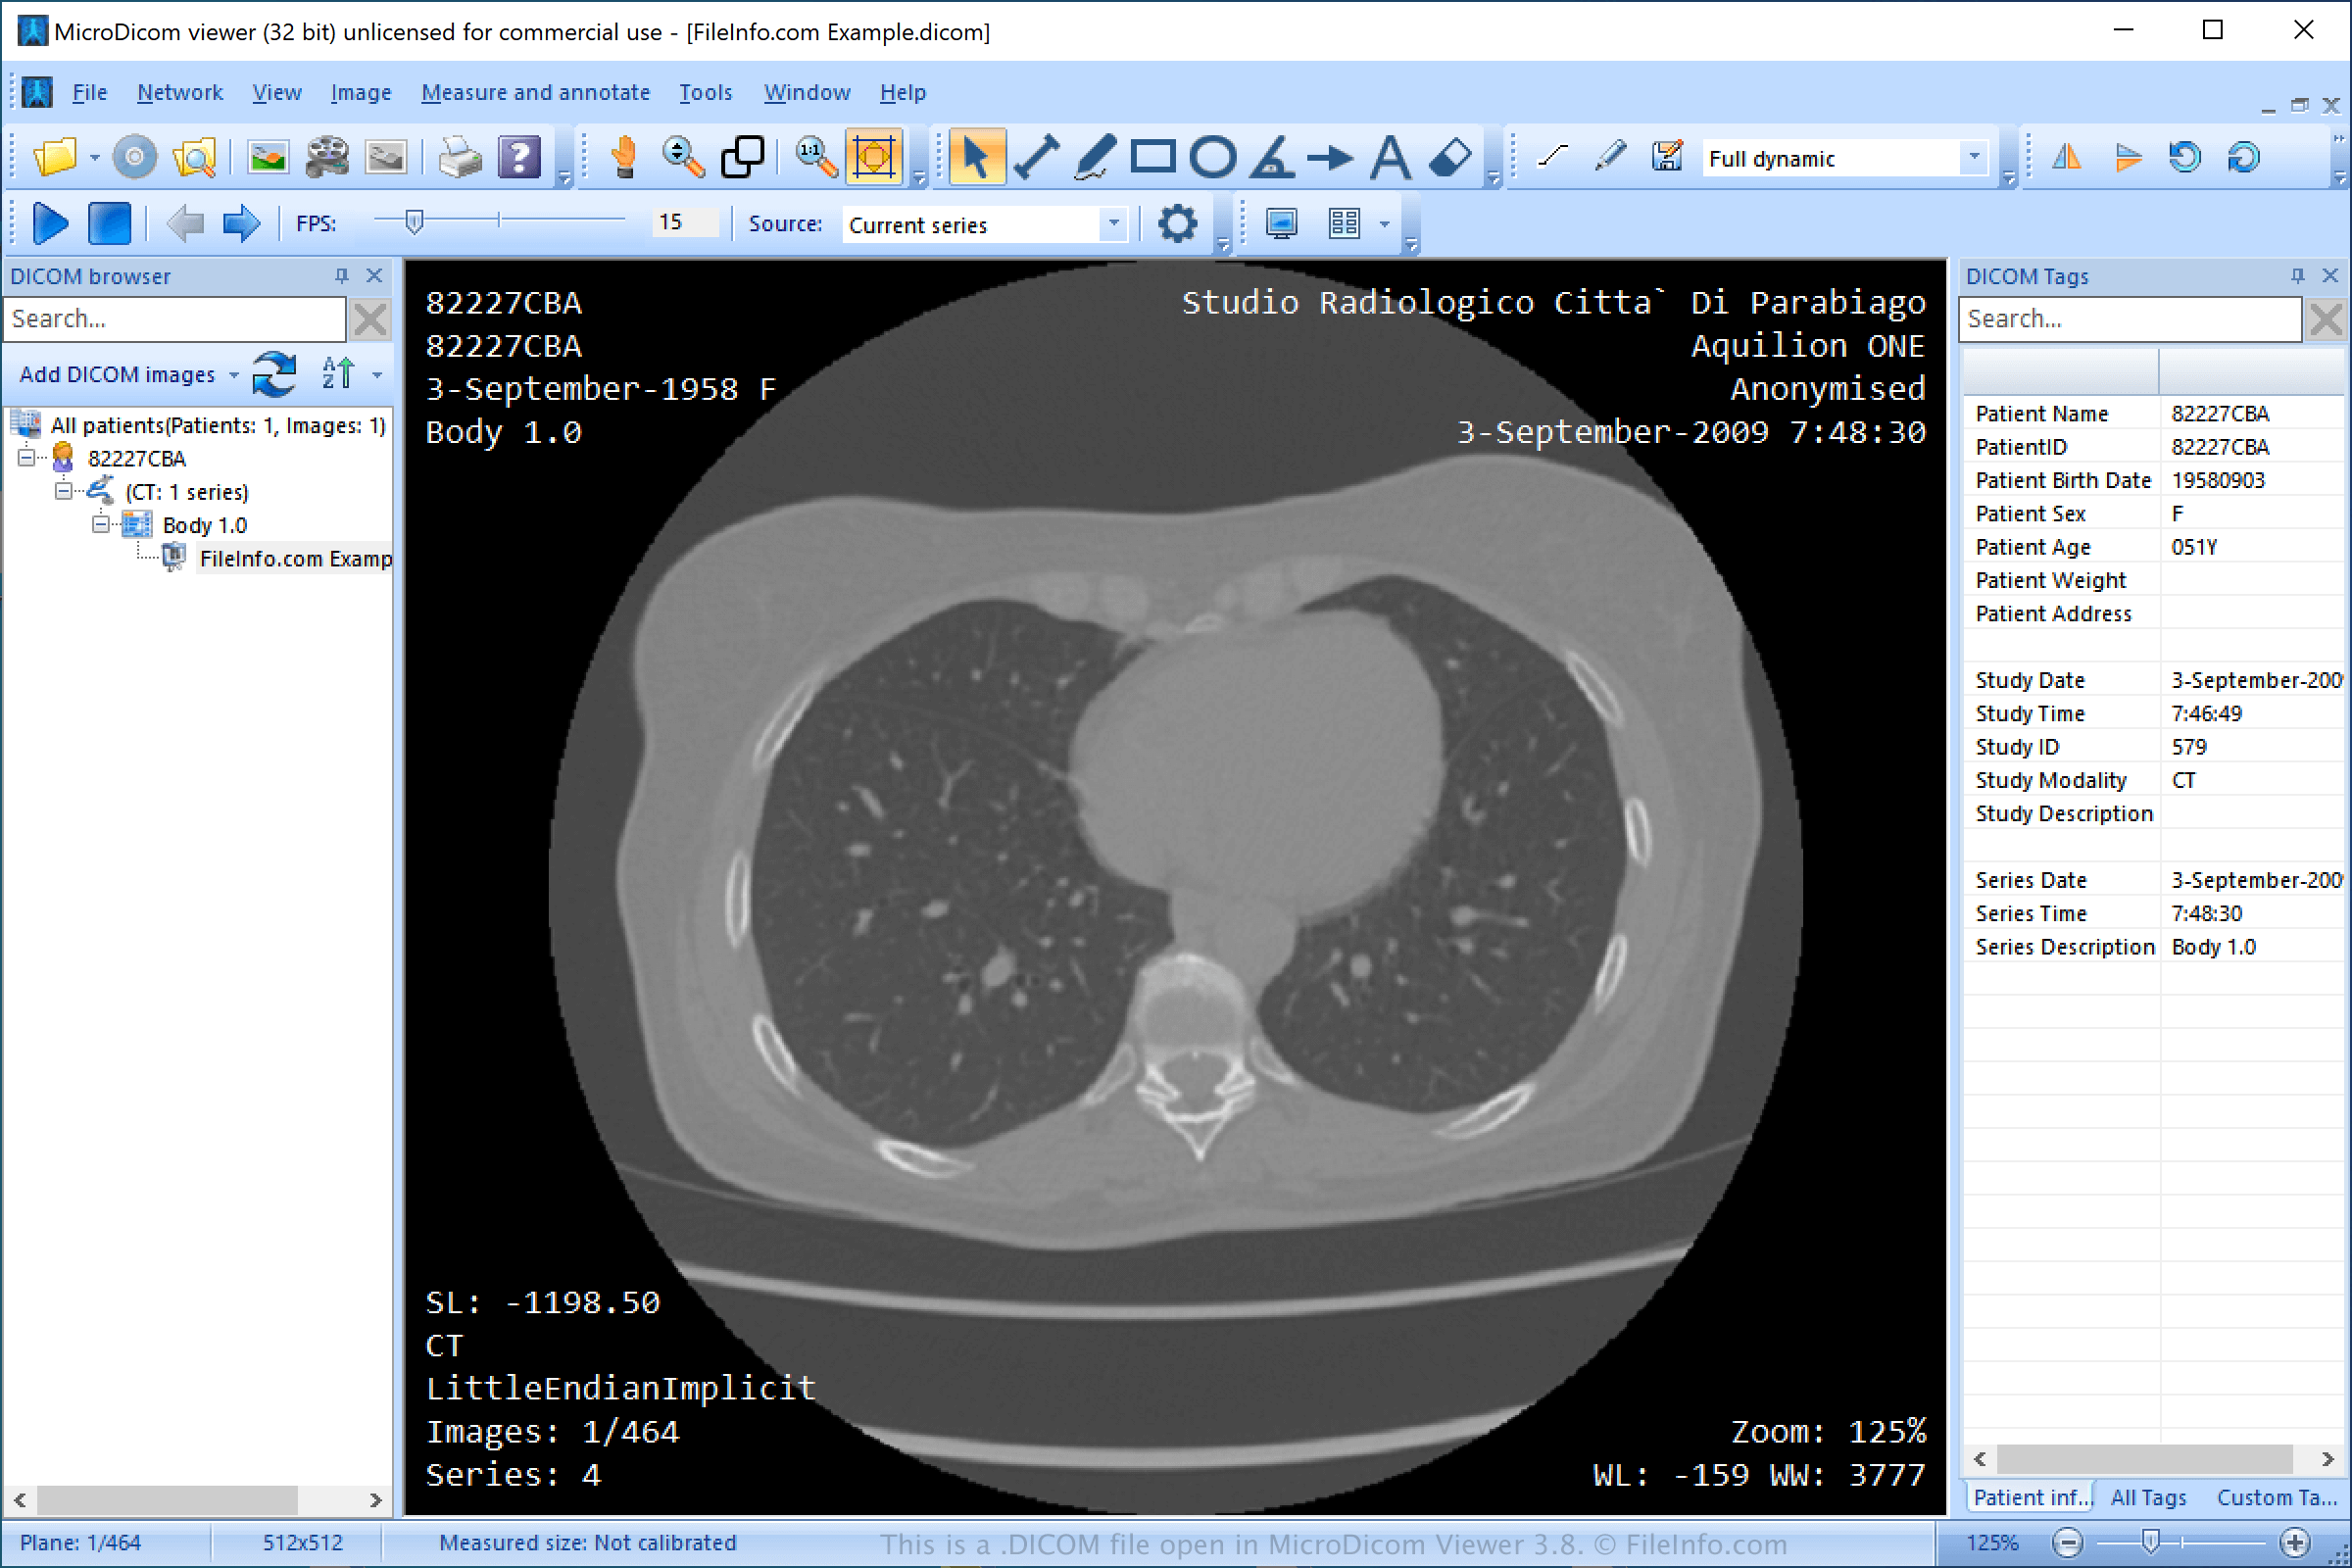 MicroDicom viewer (32 bit) unlicensed for commercial use - [FileInfo.com Example.dicom]
File Network View Image Measure and annotate Tools Window Help
1:1 A Full dynamic
FPS: 15 Source: Current series
DICOM browser
Search...
Add DICOM images A Z
All patients(Patients: 1, Images: 1)
82227CBA
(CT: 1 series)
Body 1.0
FileInfo.com Examp
82227CBA
82227CBA
3-September-1958 F
Body 1.0
Studio Radiologico Citta` Di Parabiago
Aquilion ONE
Anonymised
3-September-2009 7:48:30
SL: -1198.50
CT
LittleEndianImplicit
Images: 1/464
Series: 4
Zoom: 125%
WL: -159 WW: 3777
DICOM Tags
Search...
Patient Name 82227CBA
PatientID 82227CBA
Patient Birth Date 19580903
Patient Sex F
Patient Age 051Y
Patient Weight
Patient Address
Study Date 3-September-200
Study Time 7:46:49
Study ID 579
Study Modality CT
Study Description
Series Date 3-September-200
Series Time 7:48:30
Series Description Body 1.0
Patient inf... All Tags Custom Ta...
Plane: 1/464 512x512 Measured size: Not calibrated This is a .DICOM file open in MicroDicom Viewer 3.8. © FileInfo.com 125%